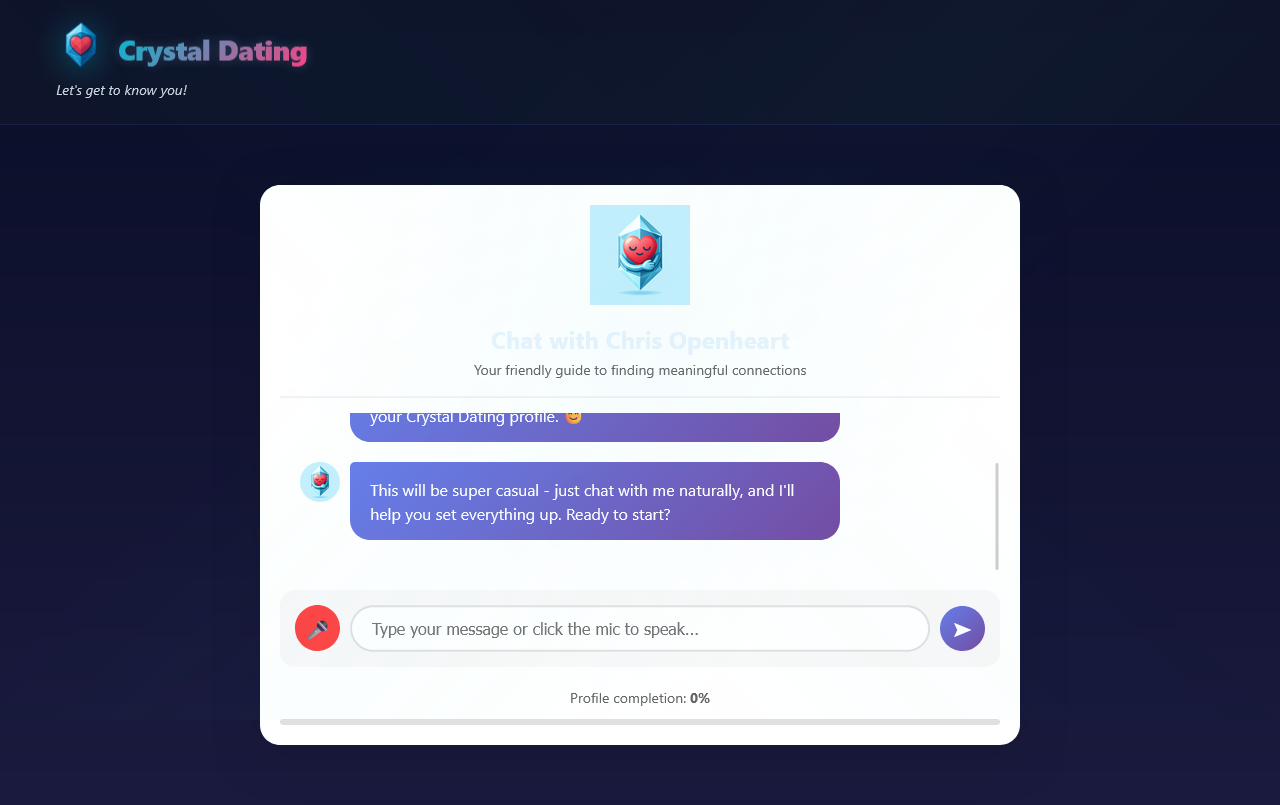 Crystal Dating
Let's get to know you!
Chat with Chris Openheart
Your friendly guide to finding meaningful connections
your Crystal Dating profile. 😊
This will be super casual - just chat with me naturally, and I'll
help you set everything up. Ready to start?
Type your message or click the mic to speak...
Profile completion: 0%